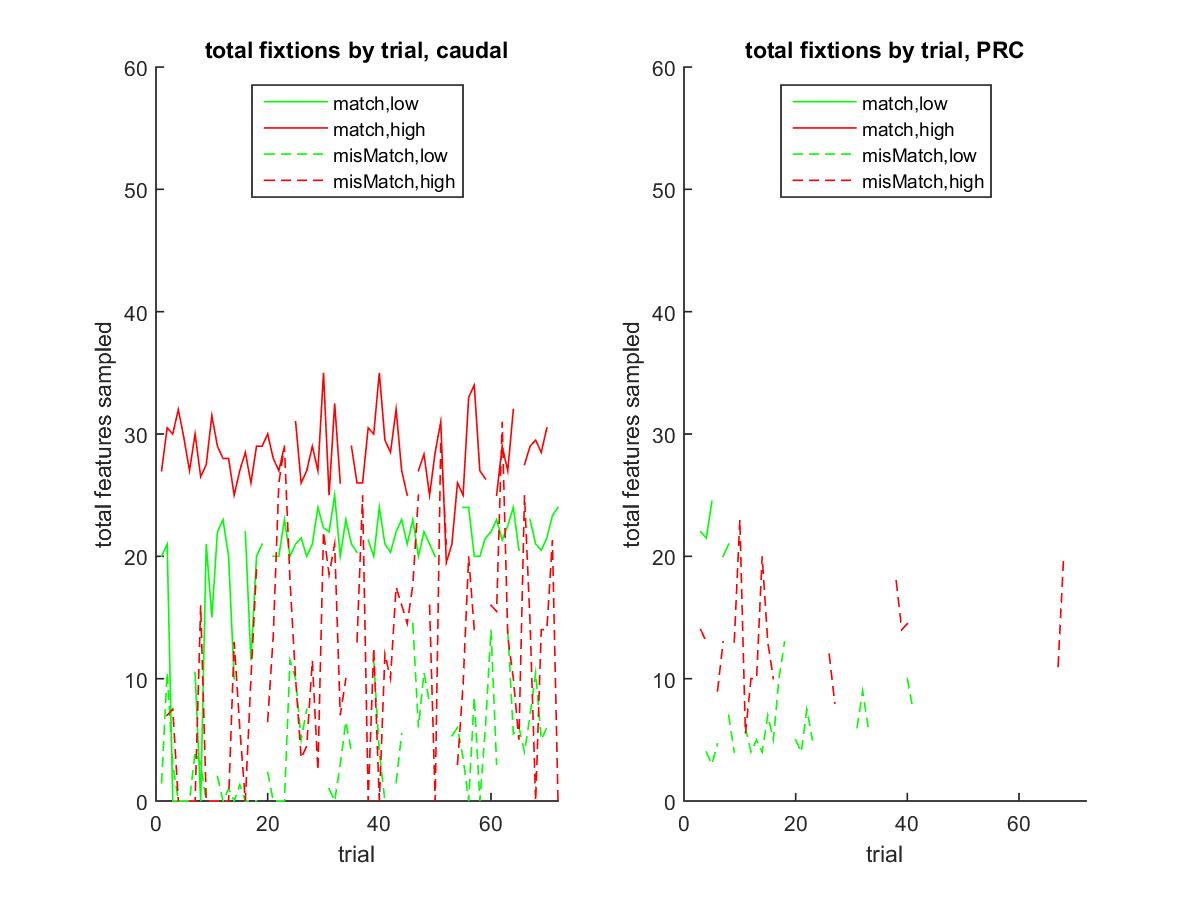 total fixtions by trial, caudal
60
50
40
30
20
10
0
0 20 40 60
total features sampled
trial
match,low
match,high
misMatch,low
misMatch,high
total fixtions by trial, PRC
60
50
40
30
20
10
0
0 20 40 60
total features sampled
trial
match,low
match,high
misMatch,low
misMatch,high